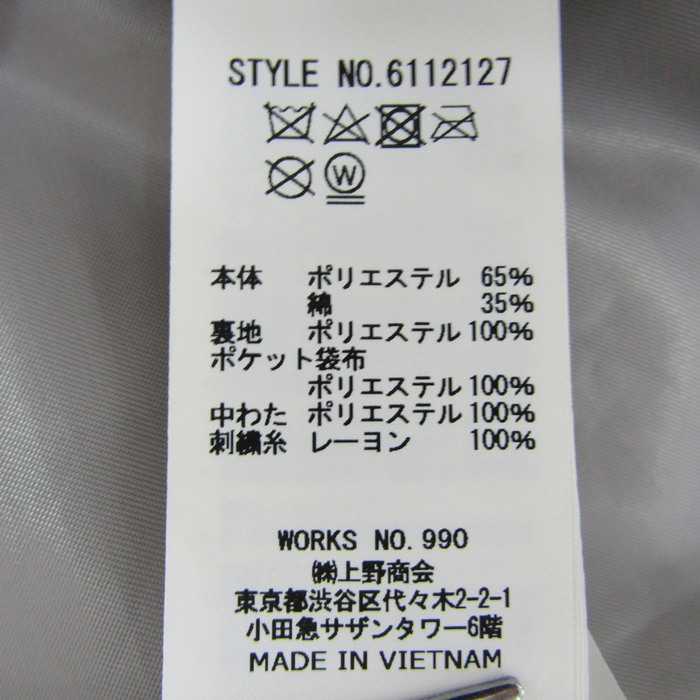 STYLE NO.6112127
W
本体 ポリエステル 65%
綿 35%
裏地 ポリエステル 100%
ポケット袋布
ポリエステル 100%
中わた ポリエステル 100%
刺繍糸 レーヨン 100%
WORKS NO. 990
㈱上野商会
東京都渋谷区代々木2-2-1
小田急サザンタワー6階
MADE IN VIETNAM